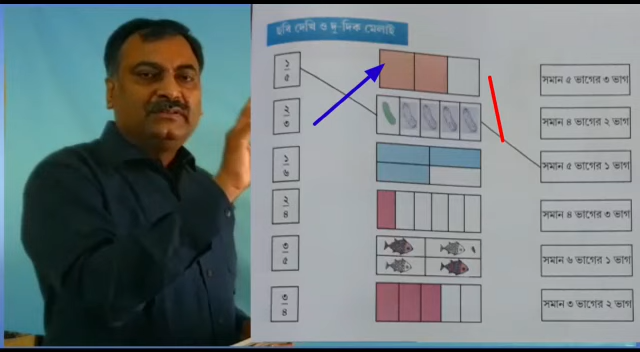 ছবি দেখি ও দু-দিক মেলাই
১/৫ সমান ৫ ভাগের ৩ ভাগ
২/৩ সমান ৪ ভাগের ২ ভাগ
১/৬ সমান ৫ ভাগের ১ ভাগ
২/৪ সমান ৪ ভাগের ৩ ভাগ
৩/৫ সমান ৬ ভাগের ১ ভাগ
৩/৪ সমান ৩ ভাগের ২ ভাগ